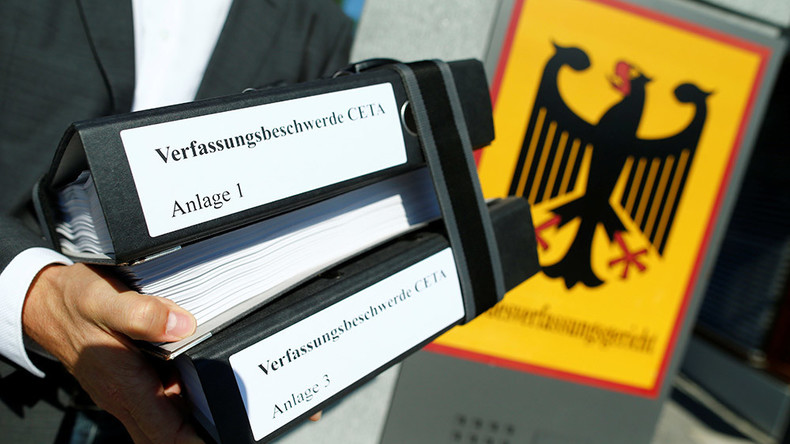 Verfassungsbeschwerde CETA
Anlage 1
Verfassungsbeschwerde CETA
Anlage 3